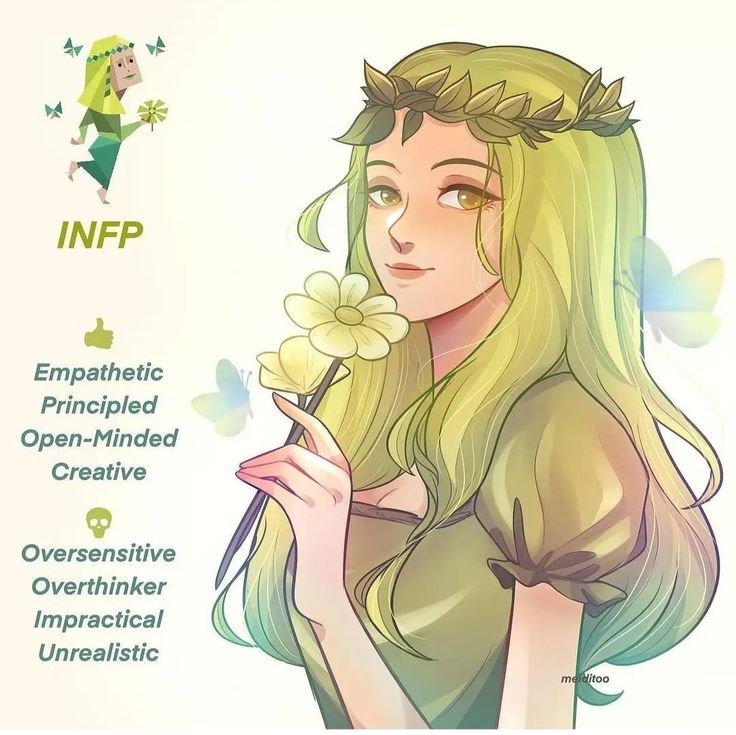 INFP
Empathetic
Principled
Open-Minded
Creative
Oversensitive
Overthinker
Impractical
Unrealistic
meiditoo